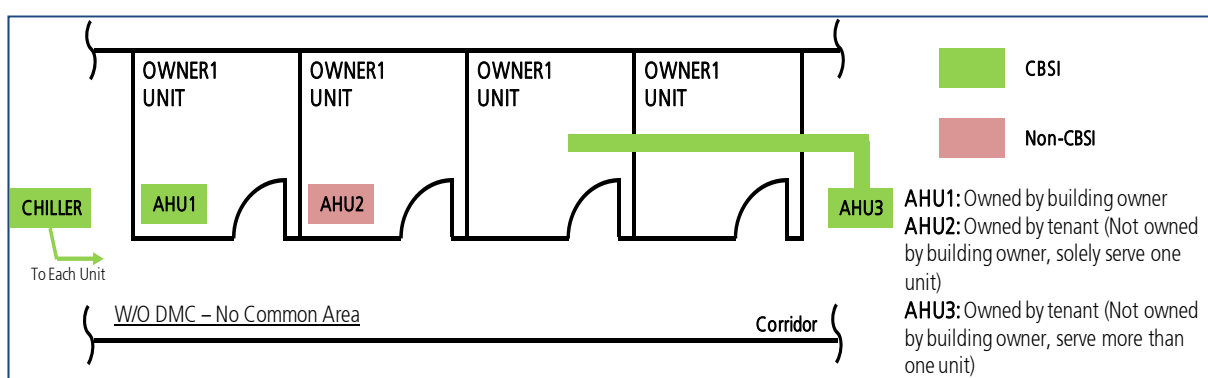 OWNER1
UNIT
OWNER1
UNIT
OWNER1
UNIT
OWNER1
UNIT
CBSI
Non-CBSI
CHILLER
AHU1
AHU2
AHU3
To Each Unit
W/O DMC – No Common Area
Corridor
AHU1: Owned by building owner
AHU2: Owned by tenant (Not owned
by building owner, solely serve one
unit)
AHU3: Owned by tenant (Not owned
by building owner, serve more than
one unit)